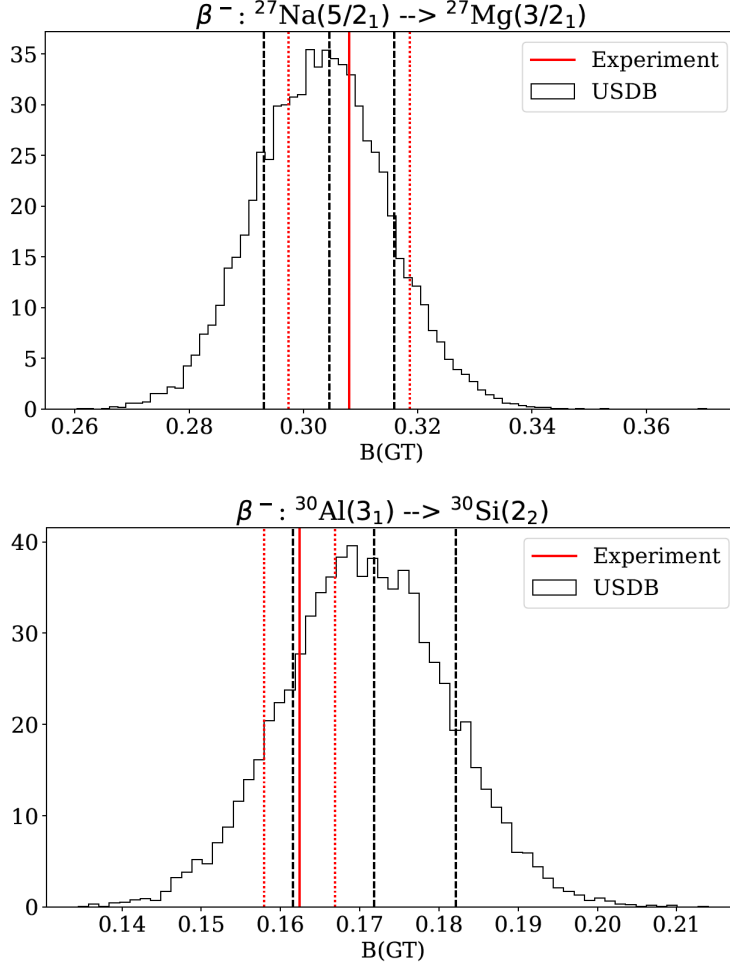 β⁻: ²⁷Na(5/2₁) --> ²⁷Mg(3/2₁)
35
30
25
20
15
10
5
0
Experiment
USDB
0.26 0.28 0.30 0.32 0.34 0.36
B(GT)
β⁻: ³⁰Al(3₁) --> ³⁰Si(2₂)
40
30
20
10
0
Experiment
USDB
0.14 0.15 0.16 0.17 0.18 0.19 0.20 0.21
B(GT)